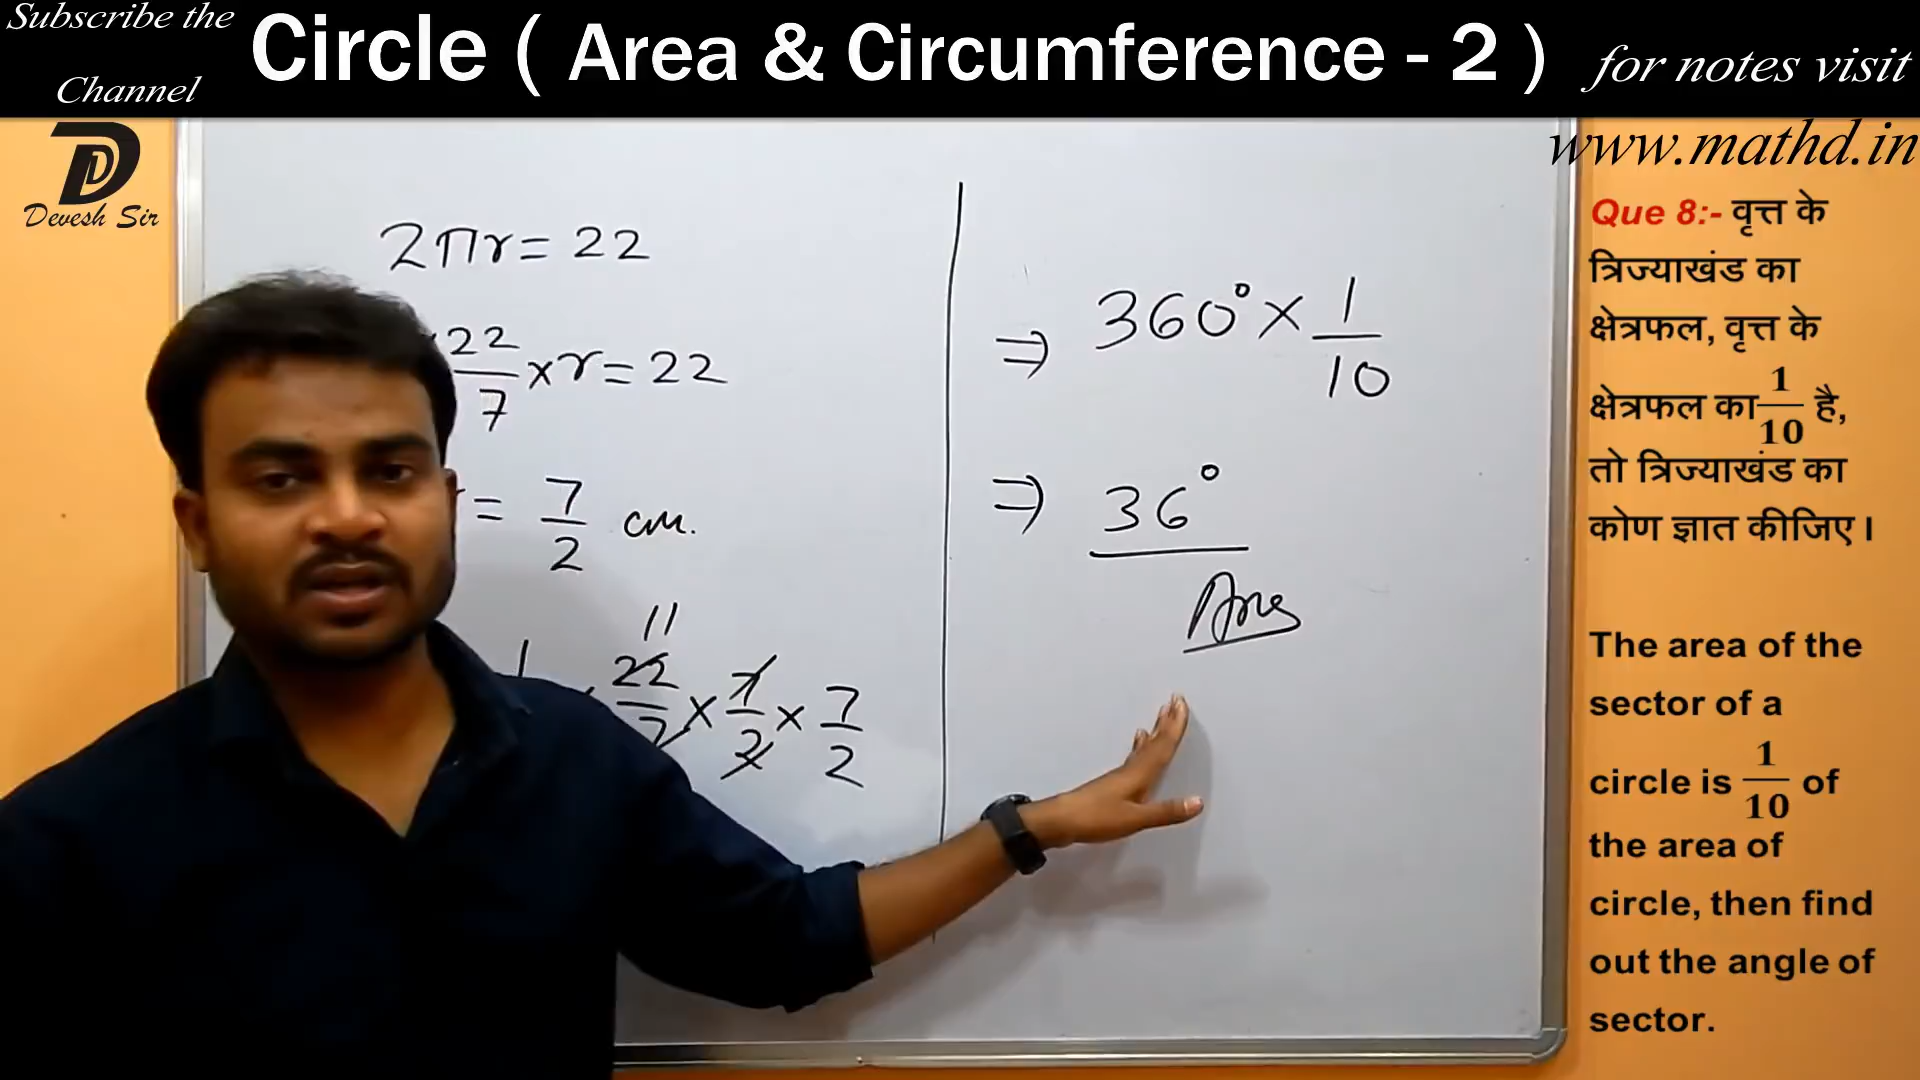 Subscribe the
Channel
Circle ( Area & Circumference - 2 )
for notes visit
www.mathd.in
Devesh Sir
2πr = 22
22/7 × r = 22
= 7/2 cm.
11
22/7 × 7/2 × 7/2
⇒ 360° × 1/10
⇒ 36°
Ans
Que 8:- वृत्त के
त्रिज्याखंड का
क्षेत्रफल, वृत्त के
क्षेत्रफल का 1/10 है,
तो त्रिज्याखंड का
कोण ज्ञात कीजिए।
The area of the
sector of a
circle is 1/10 of
the area of
circle, then find
out the angle of
sector.